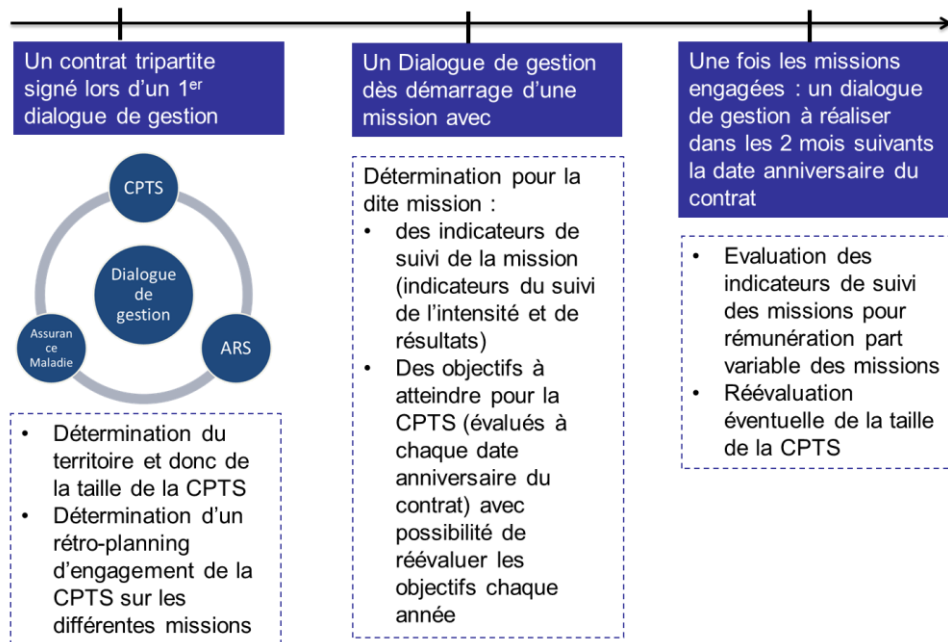 Un contrat tripartite
signé lors d'un 1er
dialogue de gestion
CPTS
Dialogue
de
gestion
Assuran
ce
Maladie
ARS
• Détermination du
territoire et donc de
la taille de la CPTS
• Détermination d'un
rétro-planning
d'engagement de la
CPTS sur les
différentes missions
Un Dialogue de gestion
dès démarrage d'une
mission avec
Détermination pour la
dite mission :
• des indicateurs de
suivi de la mission
(indicateurs du suivi
de l'intensité et de
résultats)
• Des objectifs à
atteindre pour la
CPTS (évalués à
chaque date
anniversaire du
contrat) avec
possibilité de
réévaluer les
objectifs chaque
année
Une fois les missions
engagées : un dialogue
de gestion à réaliser
dans les 2 mois suivants
la date anniversaire du
contrat
• Evaluation des
indicateurs de suivi
des missions pour
rémunération part
variable des missions
• Réévaluation
éventuelle de la taille
de la CPTS